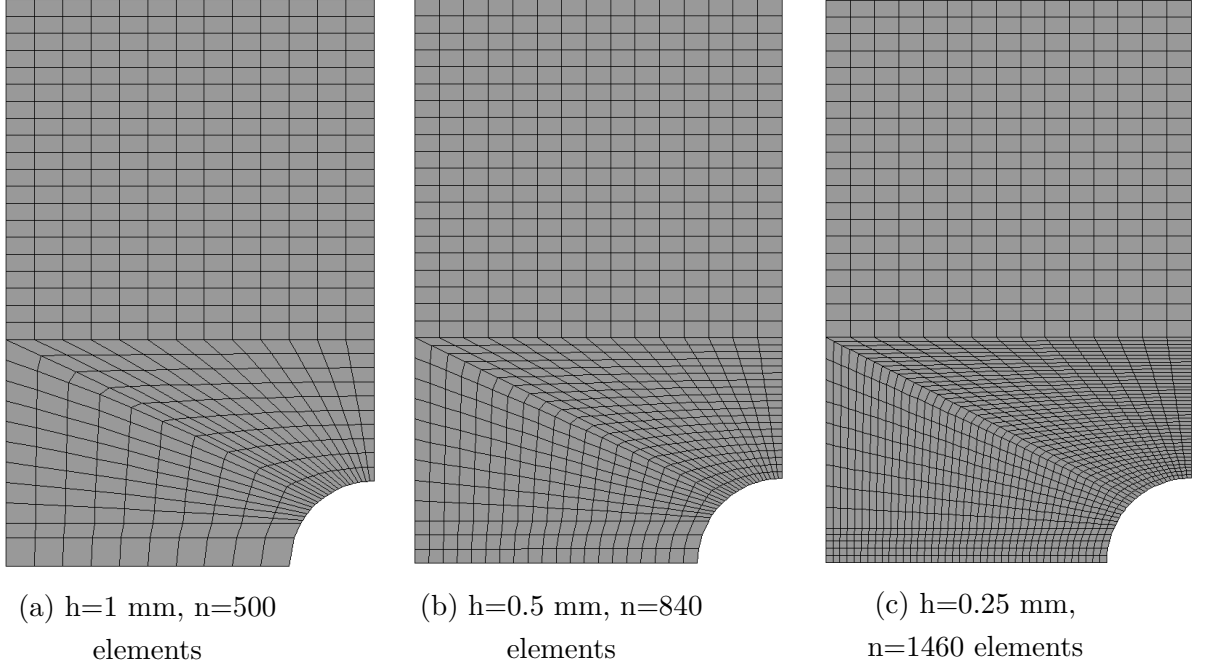 (a) h=1 mm, n=500
elements
(b) h=0.5 mm, n=840
elements
(c) h=0.25 mm,
n=1460 elements